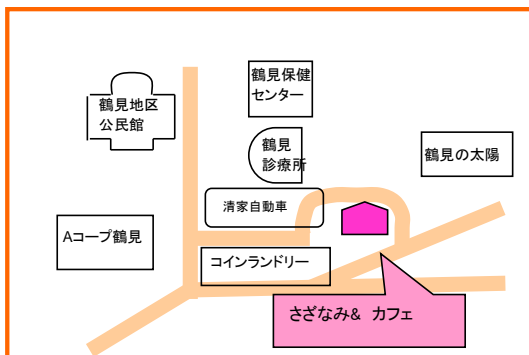 鶴見保健
センター
鶴見地区
公民館
鶴見
診療所
鶴見の太陽
清家自動車
Aコープ鶴見
コインランドリー
さざなみ& カフェ